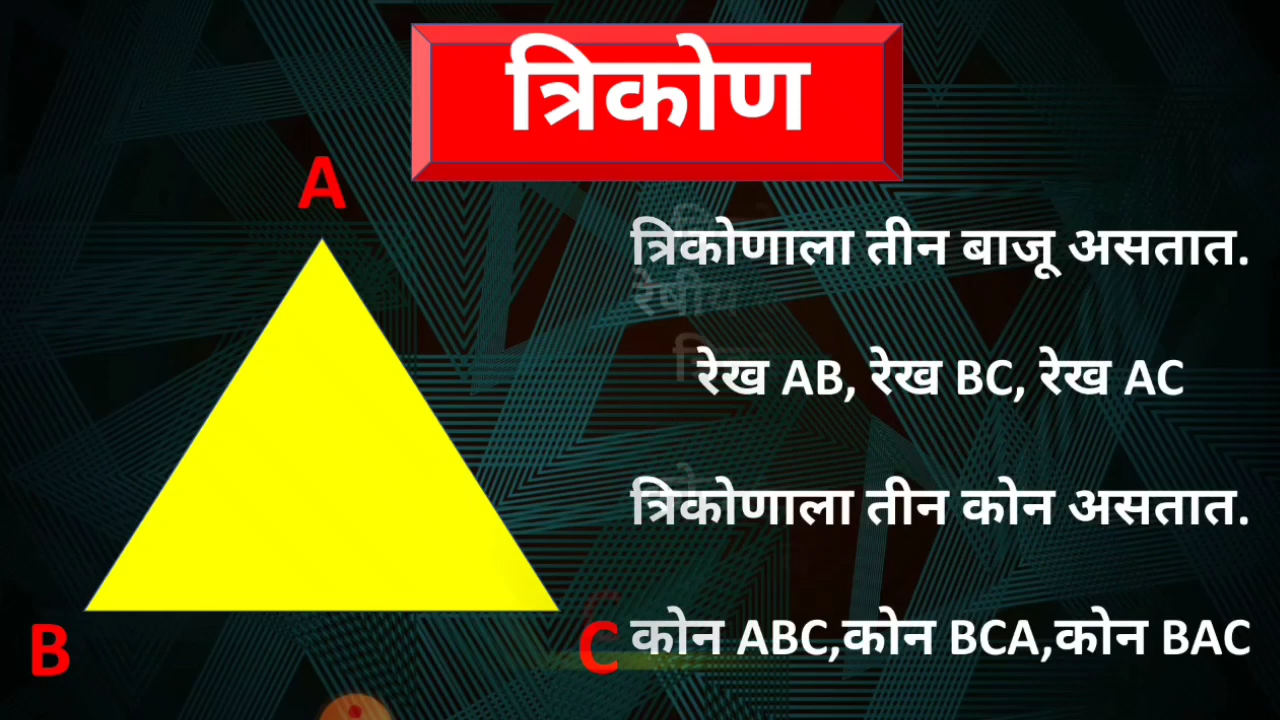 त्रिकोण
A
त्रिकोणाला तीन बाजू असतात.
रेख AB, रेख BC, रेख AC
त्रिकोणाला तीन कोन असतात.
B
C
कोन ABC,कोन BCA,कोन BAC